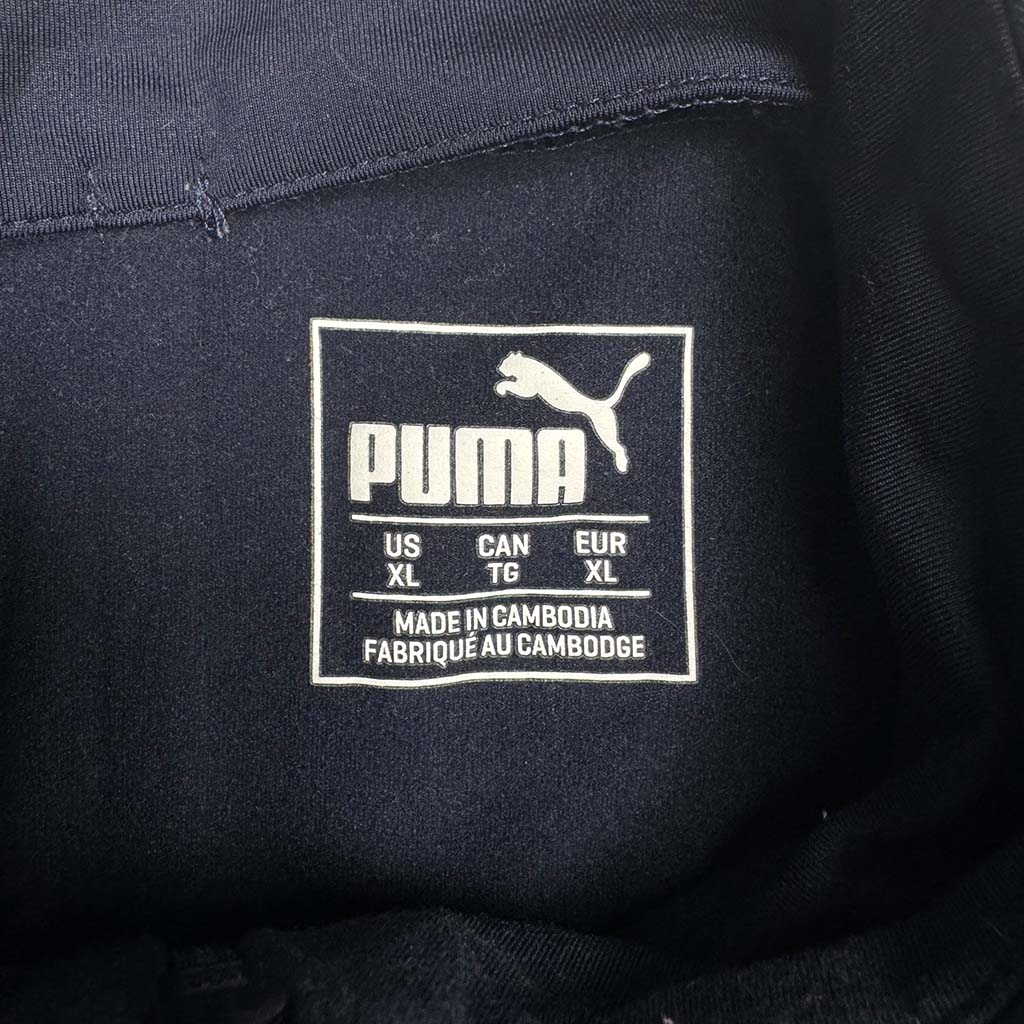 PUMA
US CAN EUR
XL TG XL
MADE IN CAMBODIA
FABRIQUÉ AU CAMBODGE